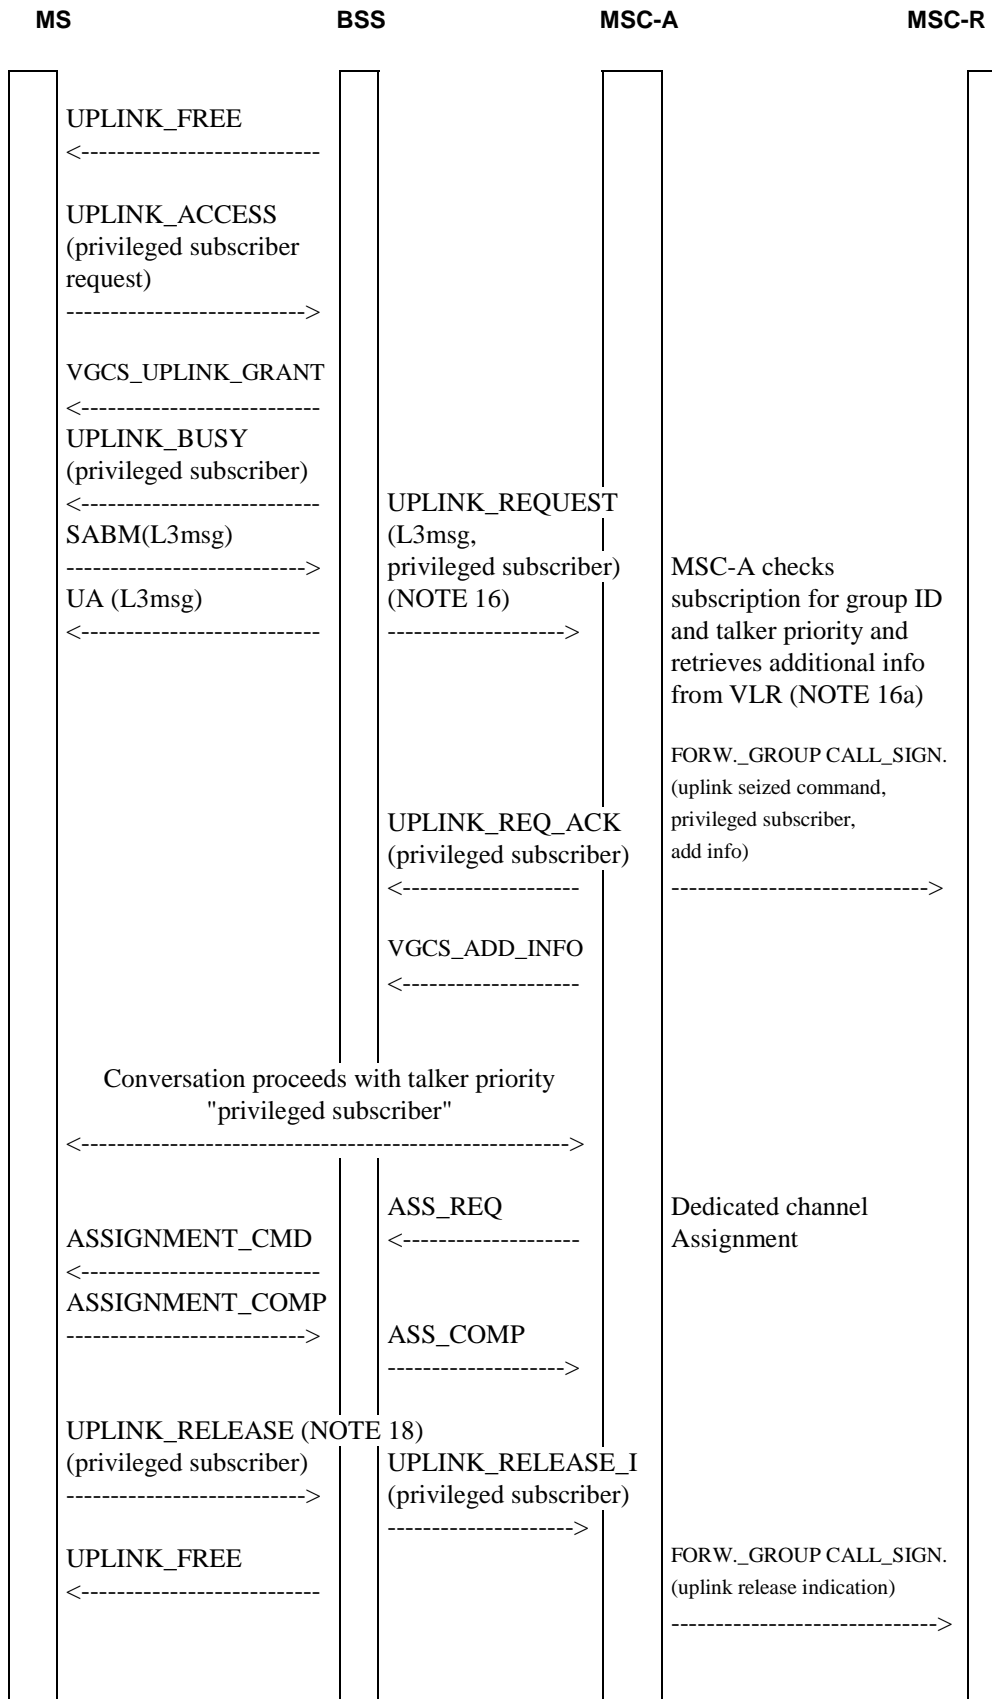 MS BSS MSC-A MSC-R
UPLINK_FREE
<---------------------------
UPLINK_ACCESS
(privileged subscriber
request)
--------------------------->
VGCS_UPLINK_GRANT
<---------------------------
UPLINK_BUSY
(privileged subscriber)
<---------------------------
SABM(L3msg)
--------------------------->
UA (L3msg)
<---------------------------
UPLINK_REQUEST
(L3msg,
privileged subscriber)
(NOTE 16)
-------------------->
MSC-A checks
subscription for group ID
and talker priority and
retrieves additional info
from VLR (NOTE 16a)
FORW._GROUP CALL_SIGN.
(uplink seized command,
privileged subscriber,
add info)
----------------------------->
UPLINK_REQ_ACK
(privileged subscriber)
<--------------------
VGCS_ADD_INFO
<--------------------
Conversation proceeds with talker priority
"privileged subscriber"
<------------------------------------------------------->
ASS_REQ
<--------------------
Dedicated channel
Assignment
ASSIGNMENT_CMD
<---------------------------
ASSIGNMENT_COMP
--------------------------->
ASS_COMP
-------------------->
UPLINK_RELEASE (NOTE 18)
(privileged subscriber)
--------------------------->
UPLINK_RELEASE_I
(privileged subscriber)
--------------------->
UPLINK_FREE
<---------------------------
FORW._GROUP CALL_SIGN.
(uplink release indication)
------------------------------>